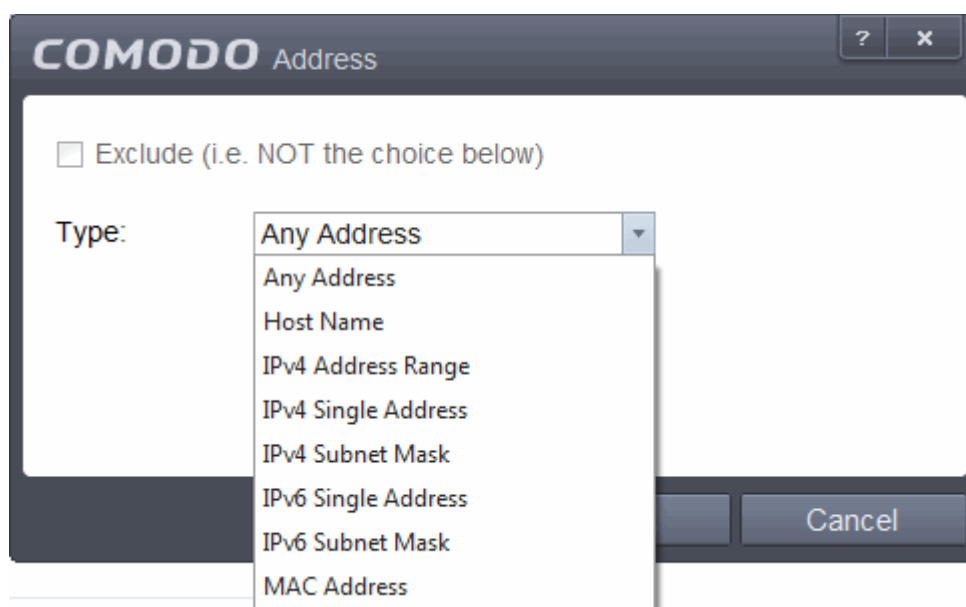 COMODO Address ? x
Exclude (i.e. NOT the choice below)
Type: Any Address
Any Address
Host Name
IPv4 Address Range
IPv4 Single Address
IPv4 Subnet Mask
IPv6 Single Address
IPv6 Subnet Mask
MAC Address
Cancel